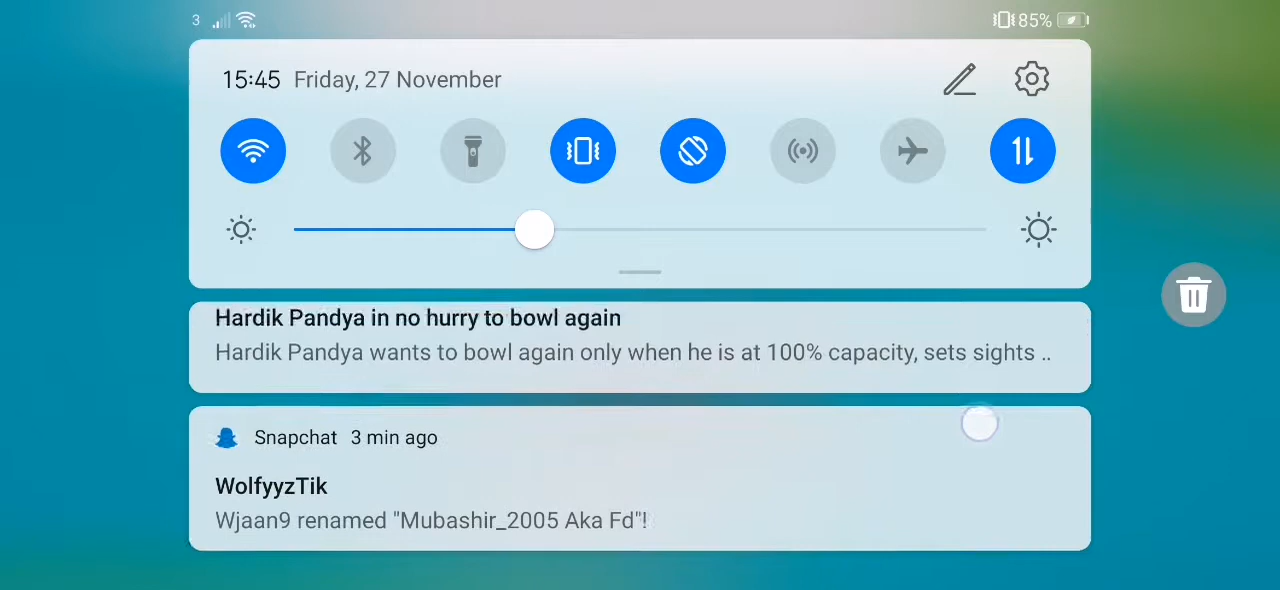 3 85%
15:45 Friday, 27 November
Hardik Pandya in no hurry to bowl again
Hardik Pandya wants to bowl again only when he is at 100% capacity, sets sights ..
Snapchat 3 min ago
WolfyyzTik
Wjaan9 renamed "Mubashir_2005 Aka Fd"!